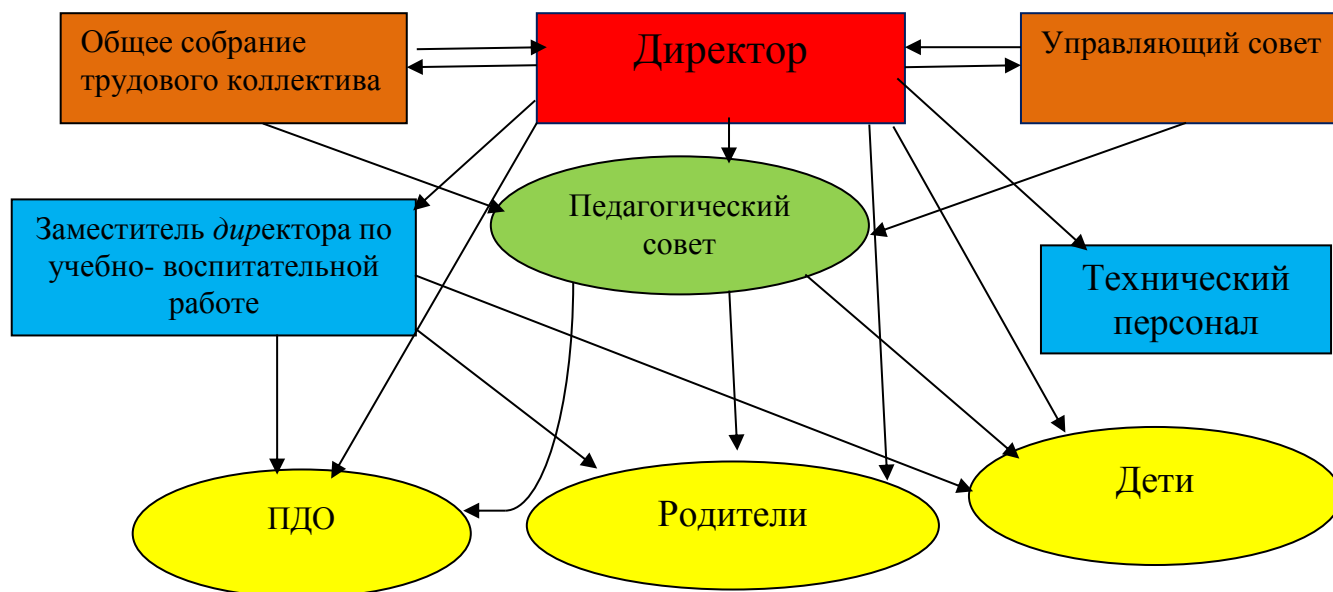 Общее собрание
трудового коллектива
Директор
Управляющий совет
Заместитель директора по
учебно- воспитательной
работе
Педагогический
совет
Технический
персонал
ПДО
Родители
Дети